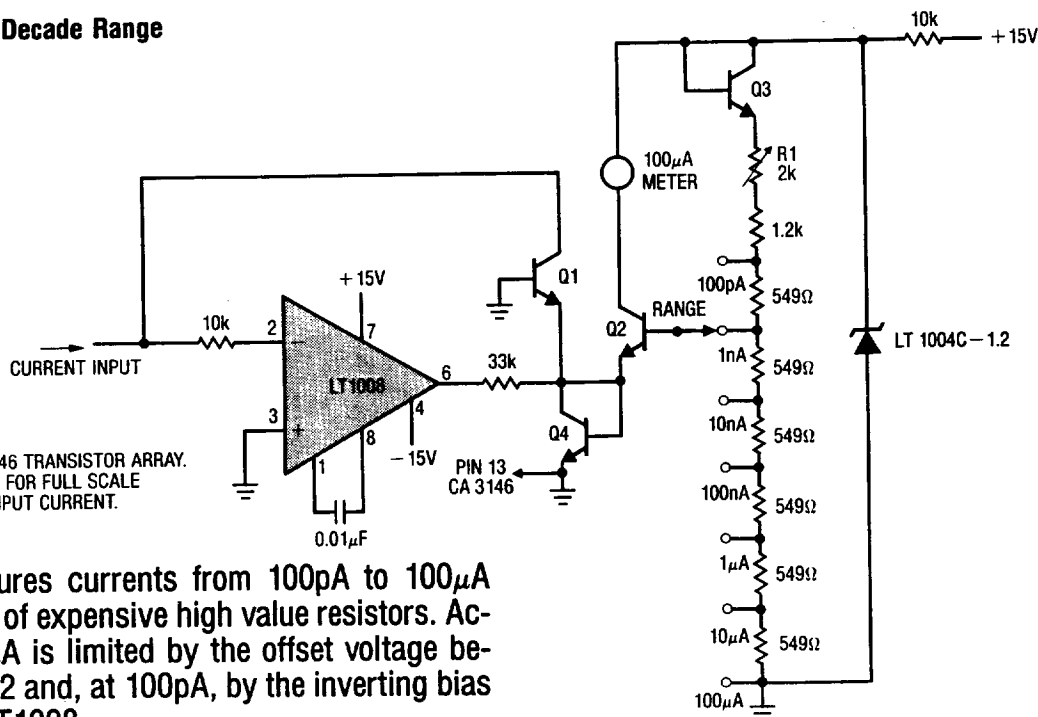 Decade Range
10k
+15V
Q3
100μA
METER
R1
2k
1.2k
+15V
Q1
100pA
549Ω
10k
2
7
RANGE
Q2
CURRENT INPUT
1nA
549Ω
LT 1004C–1.2
33k
6
LT1008
3
4
8
1
–15V
Q4
10nA
549Ω
46 TRANSISTOR ARRAY.
FOR FULL SCALE
PUT CURRENT.
PIN 13
CA 3146
100nA
549Ω
0.01μF
1μA
549Ω
ures currents from 100pA to 100μA
of expensive high value resistors. Ac-
A is limited by the offset voltage be-
2 and, at 100pA, by the inverting bias
10μA
549Ω
100μA